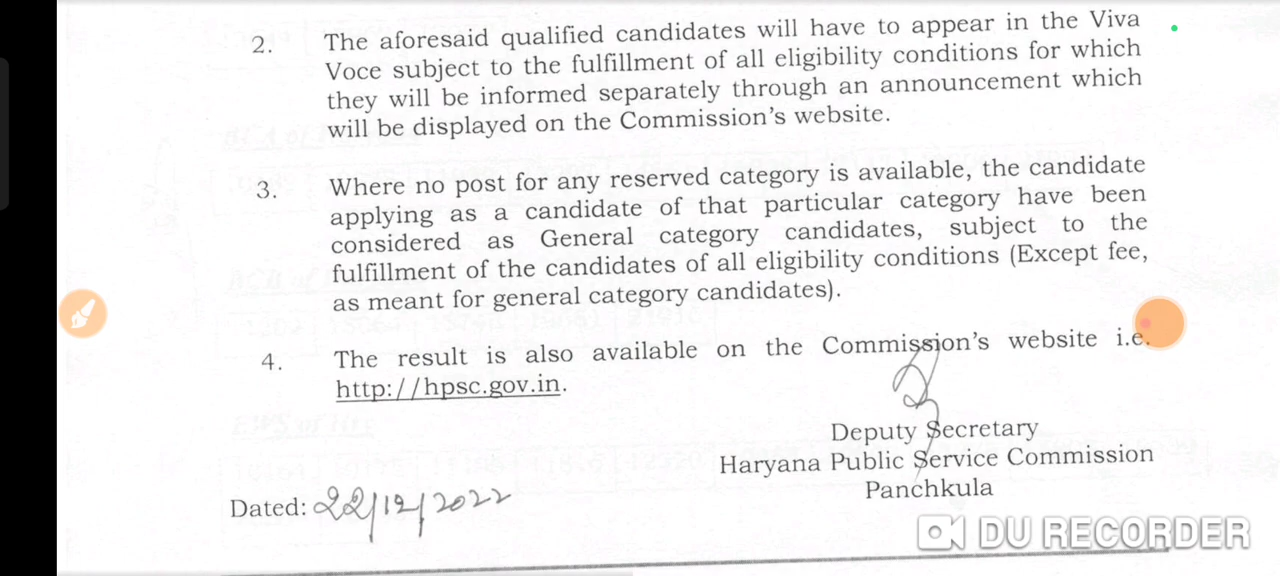 2. The aforesaid qualified candidates will have to appear in the Viva
Voce subject to the fulfillment of all eligibility conditions for which
they will be informed separately through an announcement which
will be displayed on the Commission's website.
3. Where no post for any reserved category is available, the candidate
applying as a candidate of that particular category have been
considered as General category candidates, subject to the
fulfillment of the candidates of all eligibility conditions (Except fee,
as meant for general category candidates).
4. The result is also available on the Commission's website i.e.
http://hpsc.gov.in.
Deputy Secretary
Haryana Public Service Commission
Panchkula
Dated: 22/12/2022
DU RECORDER